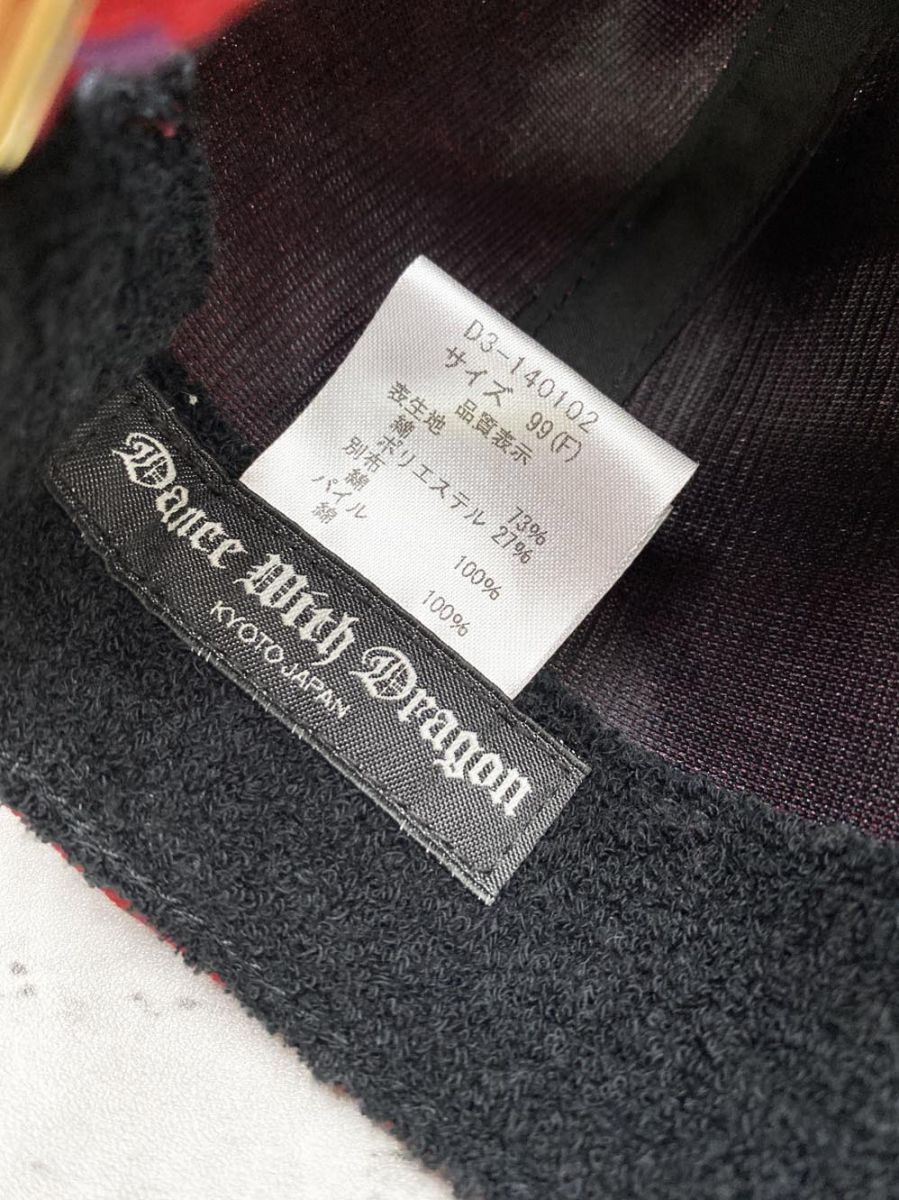 D3-140102
サイズ 99(F)
品質表示
表生地
綿 73%
ポリエステル 27%
別布
綿 100%
パイル
綿 100%
Dance With Dragon
KYOTO-JAPAN